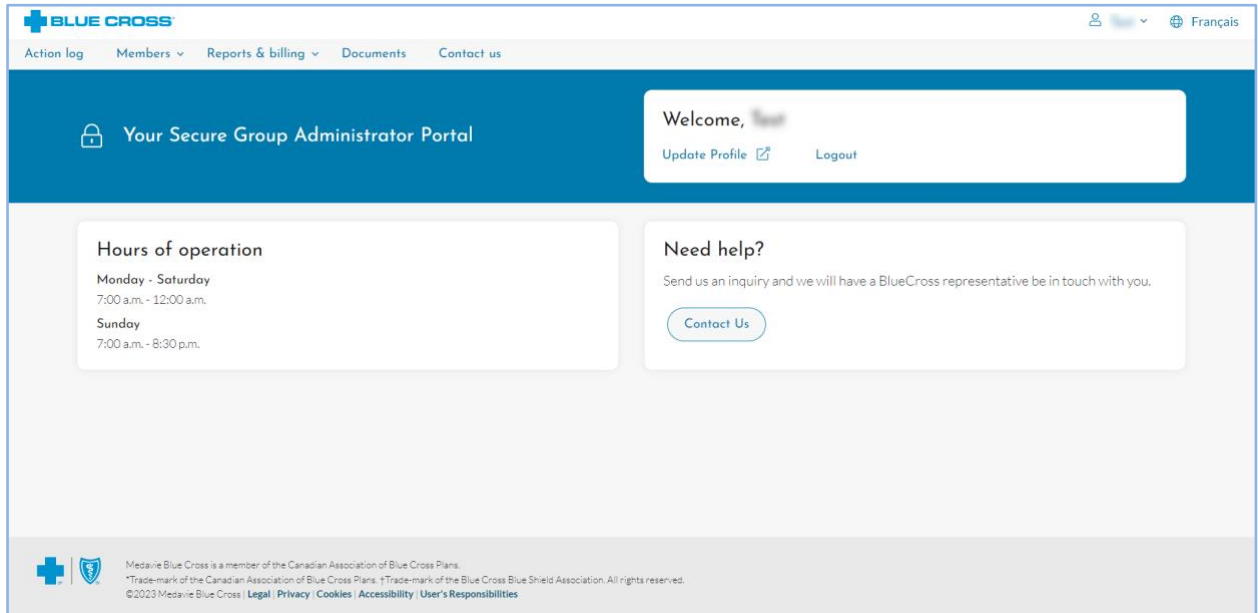 BLUE CROSS
Français
Action log Members Reports & billing Documents Contact us
Your Secure Group Administrator Portal
Welcome,
Update Profile Logout
Hours of operation
Monday - Saturday
7:00 a.m. - 12:00 a.m.
Sunday
7:00 a.m. - 8:30 p.m.
Need help?
Send us an inquiry and we will have a BlueCross representative be in touch with you.
Contact Us
Medavie Blue Cross is a member of the Canadian Association of Blue Cross Plans.
*Trade-mark of the Canadian Association of Blue Cross Plans. †Trade-mark of the Blue Cross Blue Shield Association. All rights reserved.
©2023 Medavie Blue Cross | Legal | Privacy | Cookies | Accessibility | User's Responsibilities